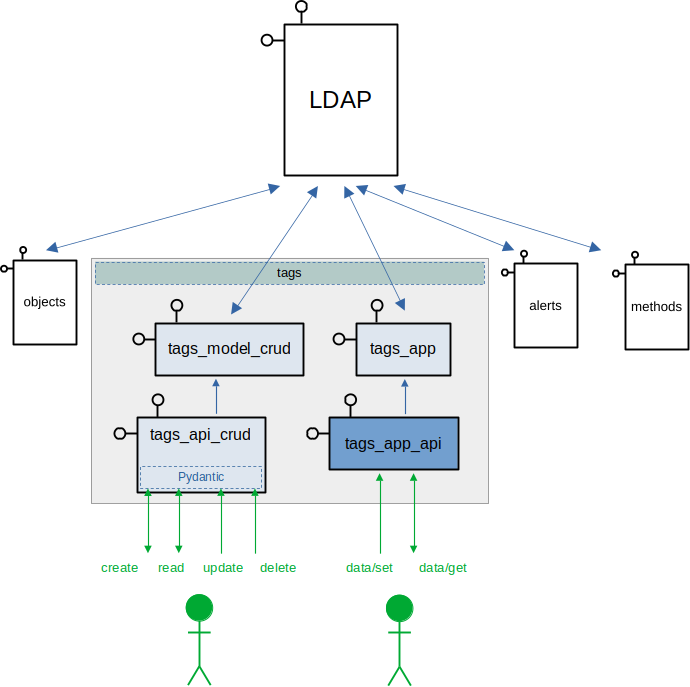 LDAP
objects
tags
alerts
methods
tags_model_crud
tags_app
tags_api_crud
tags_app_api
Pydantic
create read update delete data/set data/get